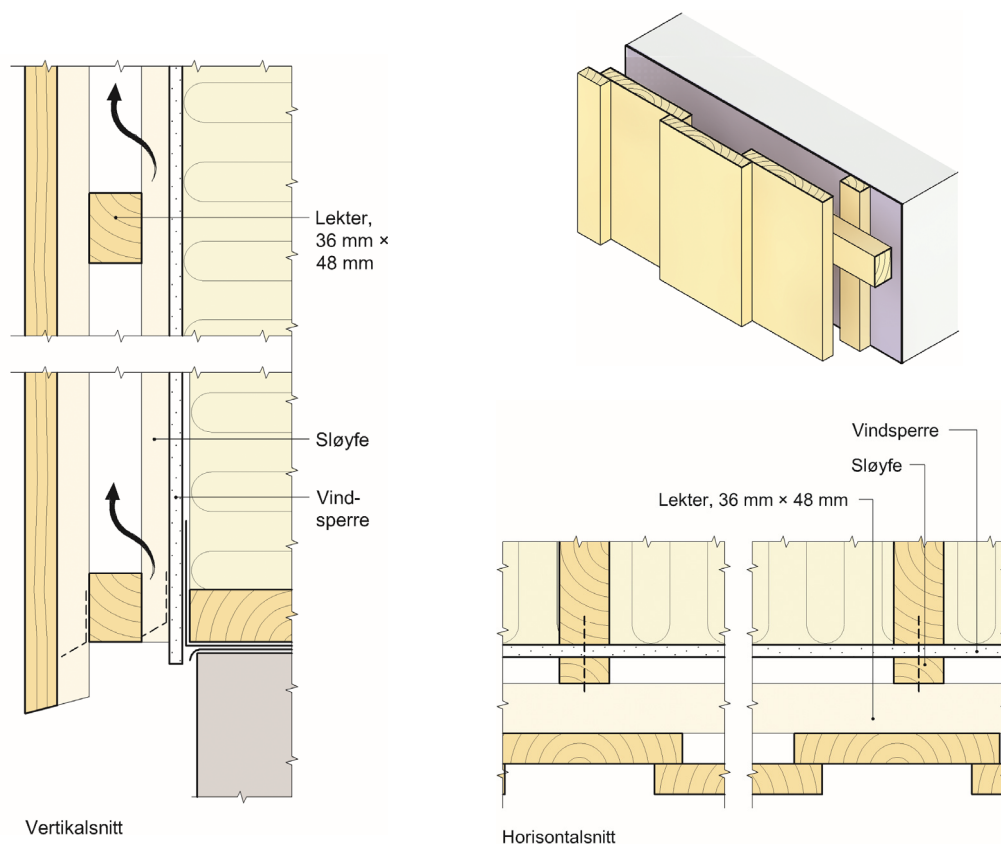 Lekter,
36 mm ×
48 mm
Sløyfe
Vind-
sperre
Vertikalsnitt
Vindsperre
Sløyfe
Lekter, 36 mm × 48 mm
Horisontalsnitt